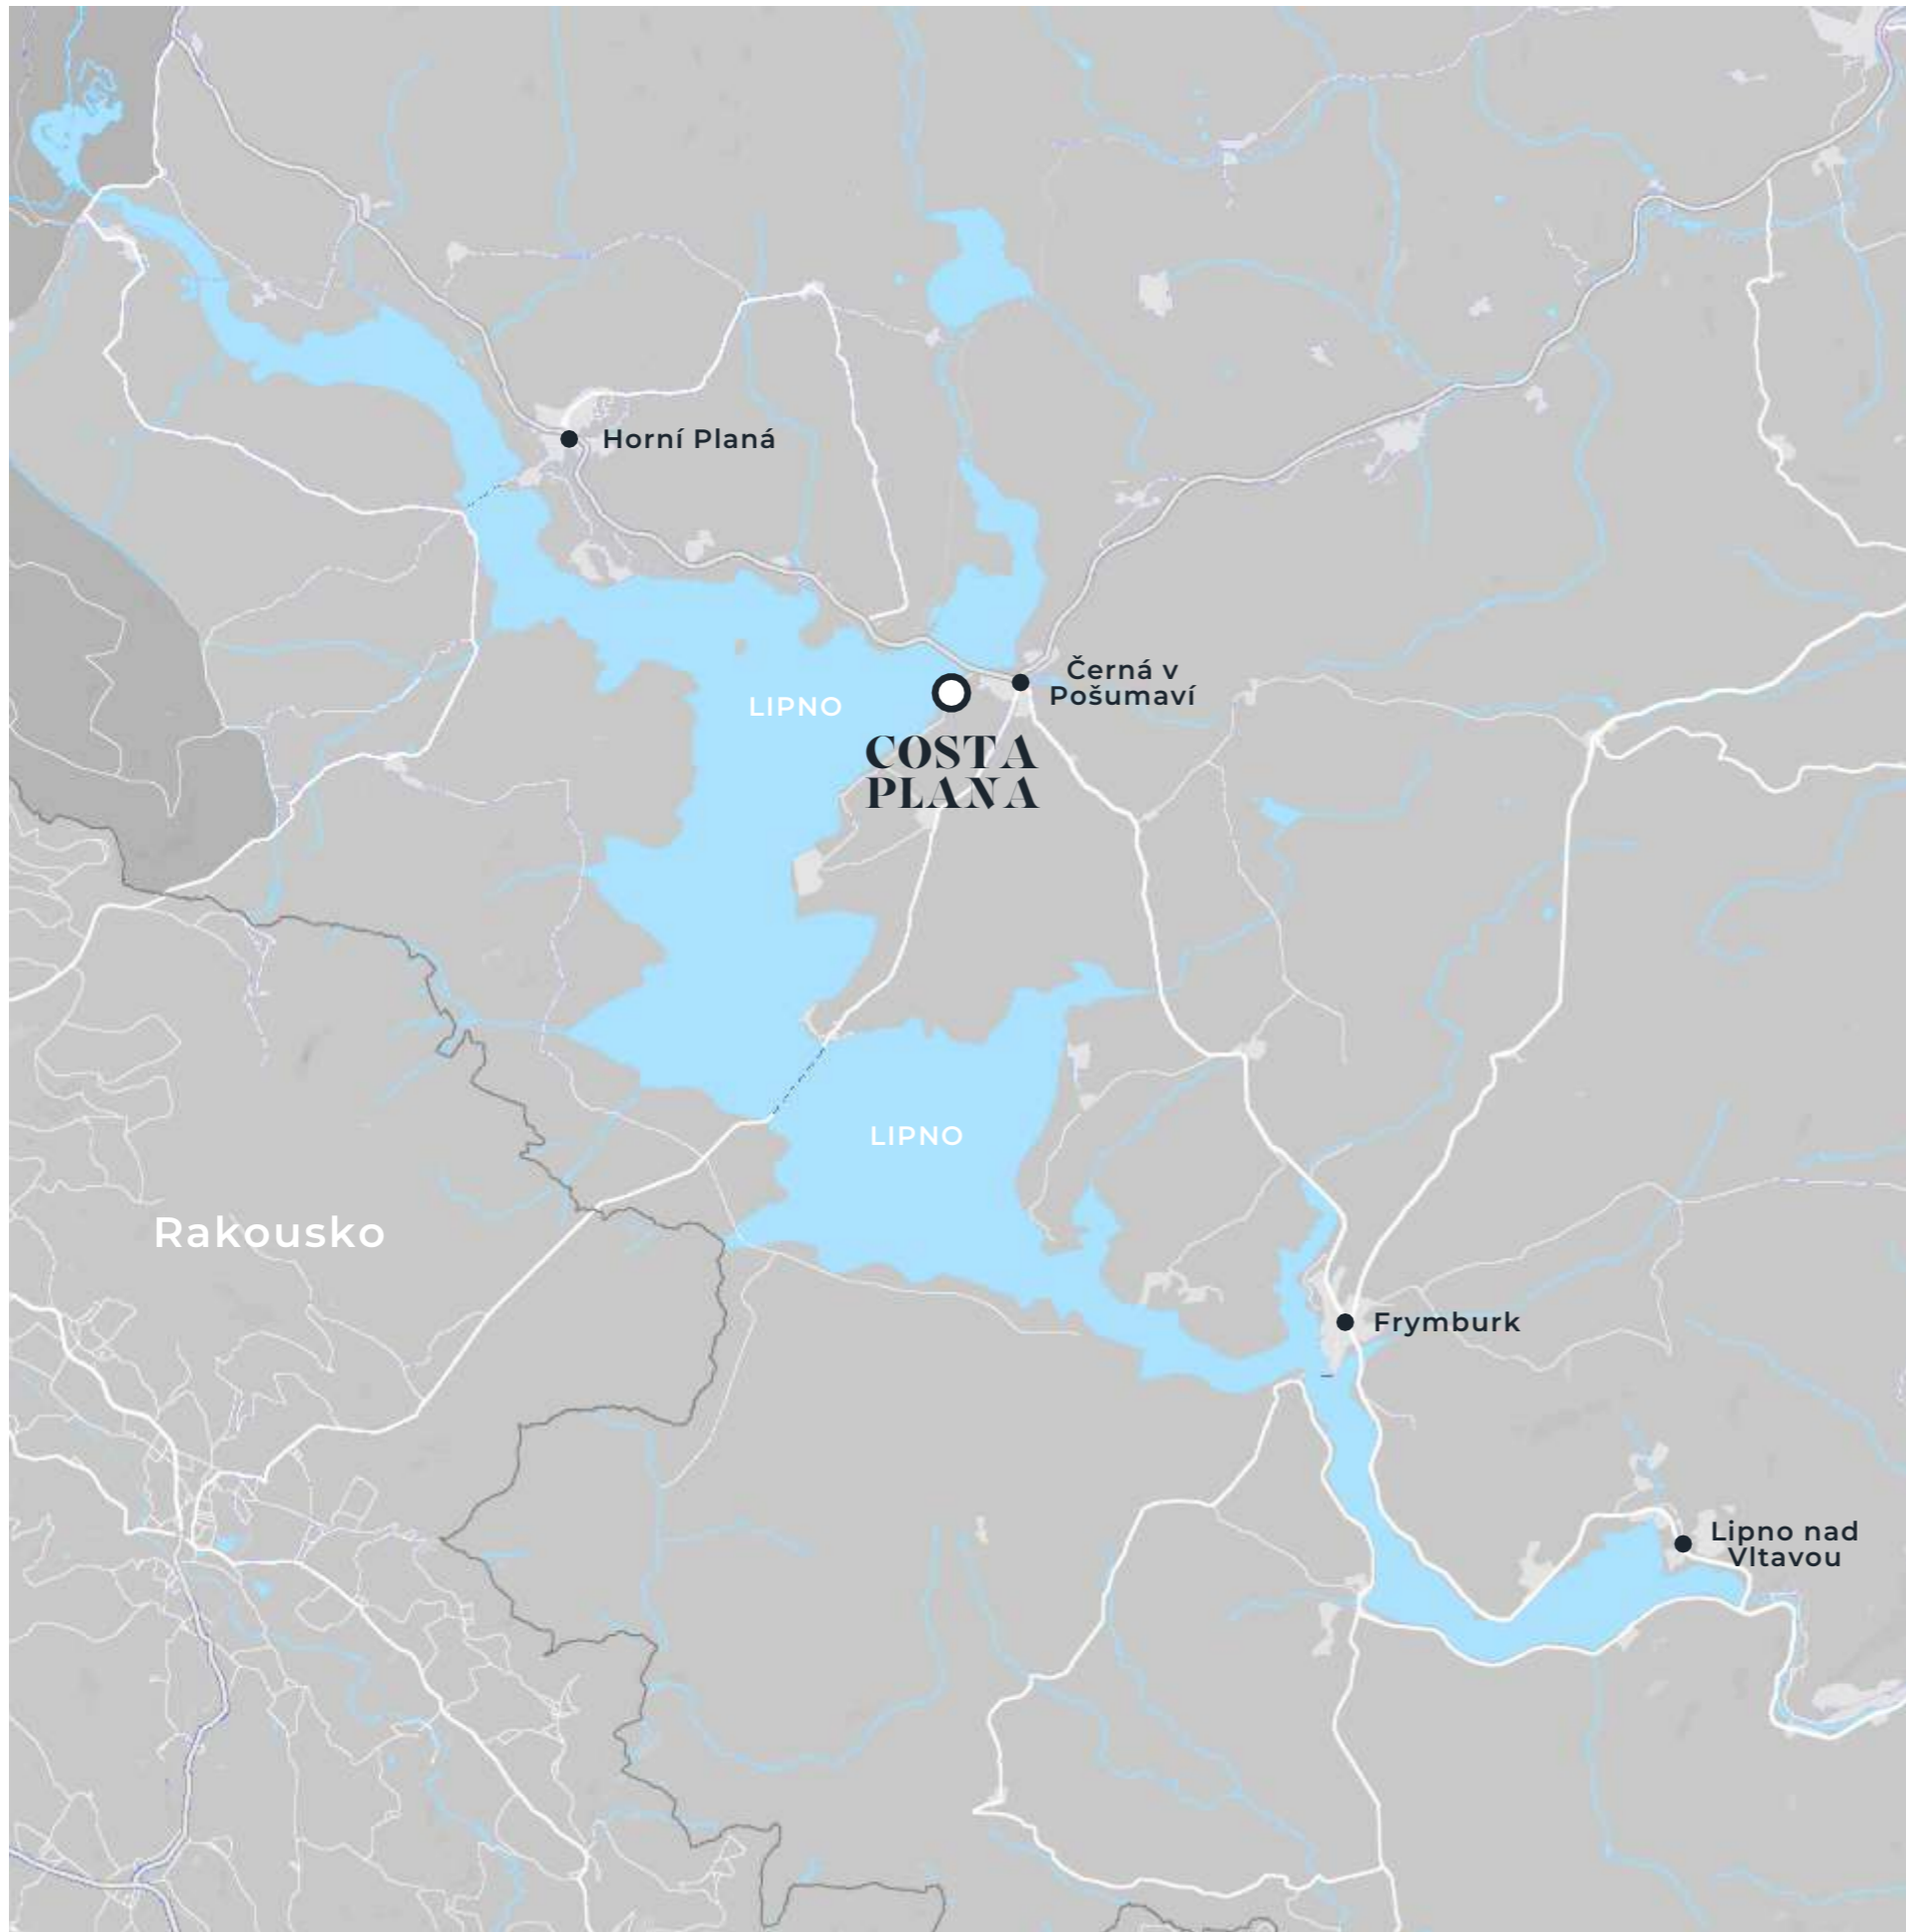 Horní Planá
Černá v
Pošumaví
LIPNO
COSTA
PLANA
LIPNO
Rakousko
Frymburk
Lipno nad
Vltavou